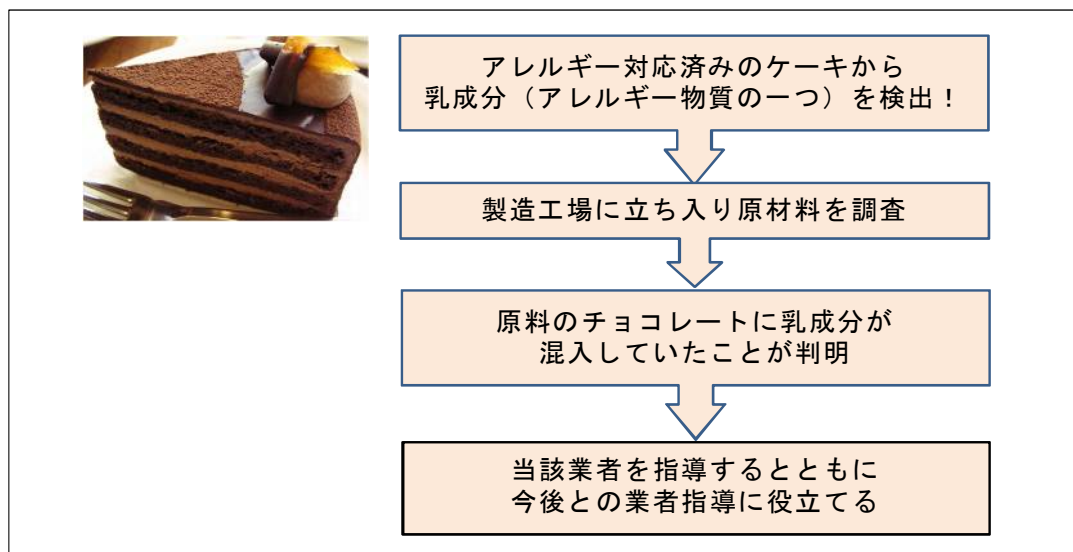 アレルギー対応済みのケーキから
乳成分（アレルギー物質の一つ）を検出！
製造工場に立ち入り原材料を調査
原料のチョコレートに乳成分が
混入していたことが判明
当該業者を指導するとともに
今後との業者指導に役立てる